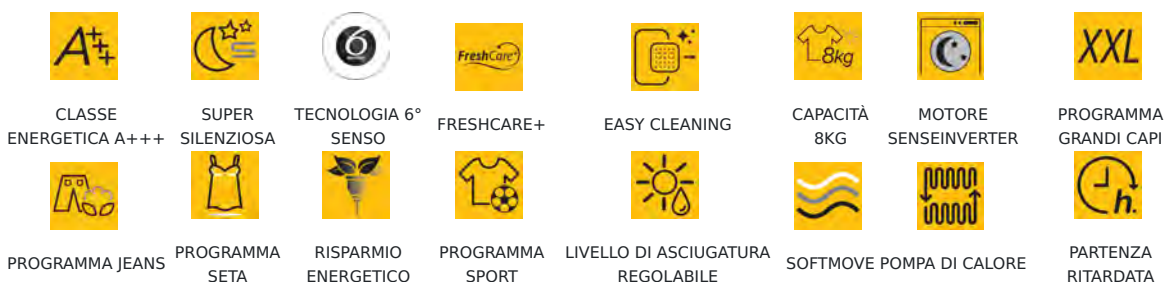 A+++
6
FreshCare+
8kg
XXL
CLASSE
ENERGETICA A+++
SUPER
SILENZIOSA
TECNOLOGIA 6°
SENSO
FRESHCARE+
EASY CLEANING
CAPACITÀ
8KG
MOTORE
SENSEINVERTER
PROGRAMMA
GRANDI CAPI
h.
PROGRAMMA JEANS
PROGRAMMA
SETA
RISPARMIO
ENERGETICO
PROGRAMMA
SPORT
LIVELLO DI ASCIUGATURA
REGOLABILE
SOFTMOVE
POMPA DI CALORE
PARTENZA
RITARDATA